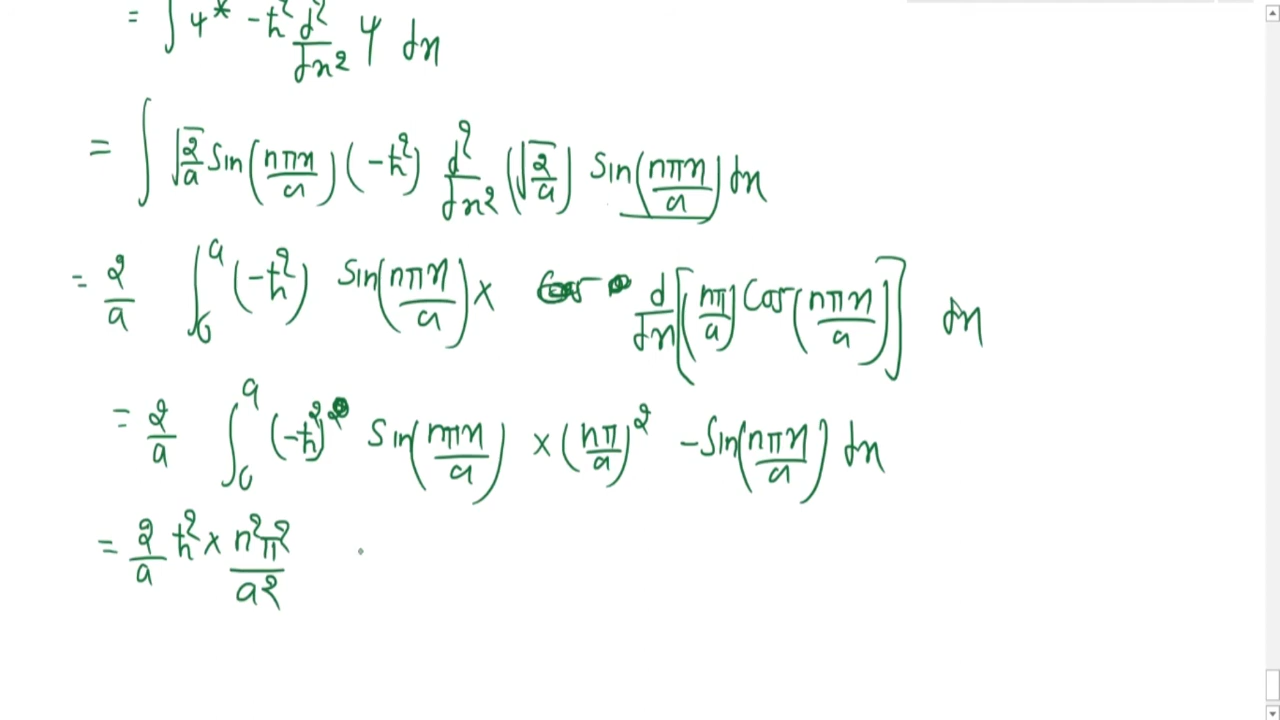 = ∫ ψ* -ħ² d²/dx² ψ dx
= ∫ √(2/a) Sin(nπx/a) (-ħ²) d²/dx² (√(2/a)) Sin(nπx/a) dx
= 2/a ∫₀ᵃ (-ħ²) Sin(nπx/a) × d/dx [(nπ/a) Cos(nπx/a)] dx
= 2/a ∫₀ᵃ (-ħ)² Sin(nπx/a) × (nπ/a)² - Sin(nπx/a) dx
= 2/a ħ² × n²π²/a²